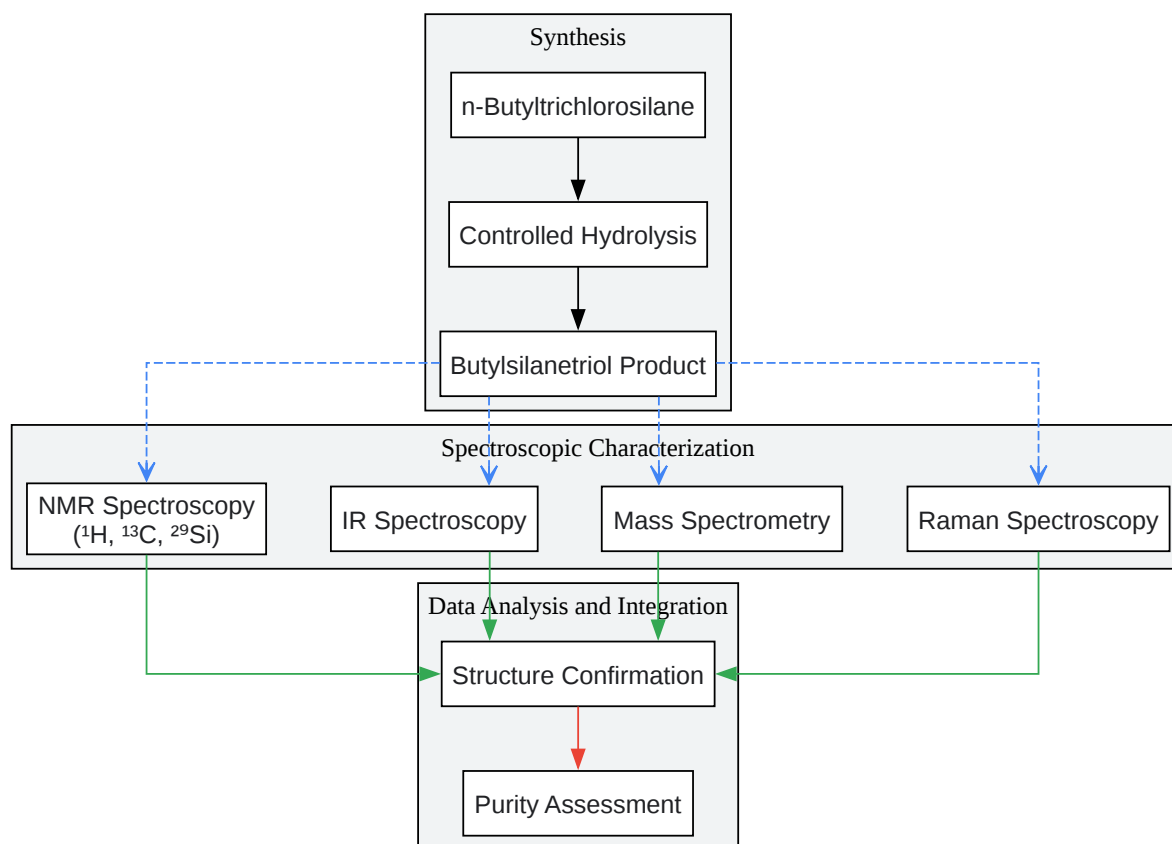 Synthesis
n-Butyltrichlorosilane
Controlled Hydrolysis
Butylsilanetriol Product
Spectroscopic Characterization
NMR Spectroscopy
(¹H, ¹³C, ²⁹Si)
IR Spectroscopy
Mass Spectrometry
Raman Spectroscopy
Data Analysis and Integration
Structure Confirmation
Purity Assessment